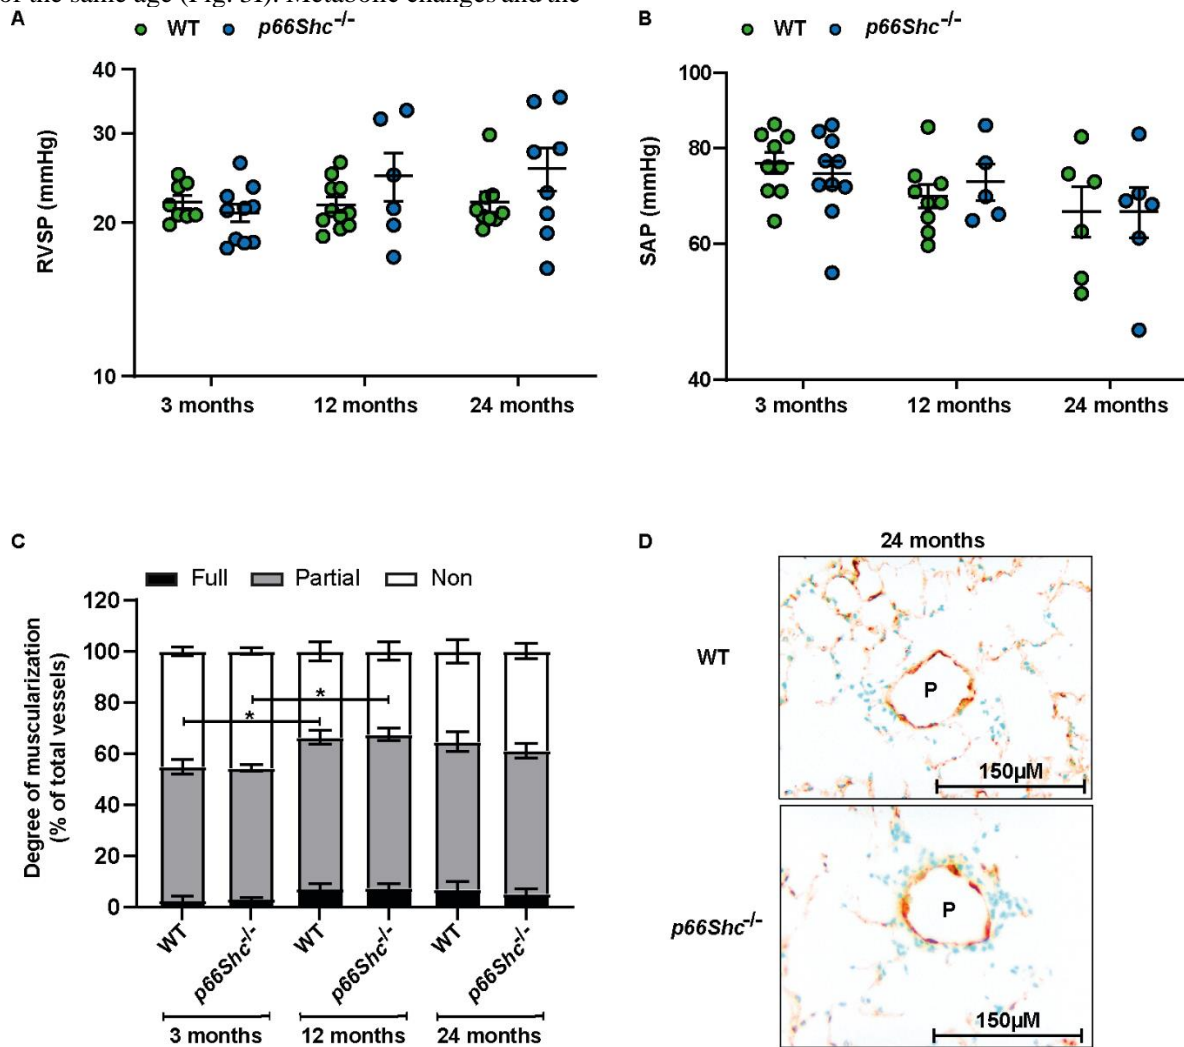 of the same age (Fig. 3I). Metabolic changes and the
A
WT p66Shc-/-
RVSP (mmHg)
40
30
20
10
3 months 12 months 24 months
B
WT p66Shc-/-
SAP (mmHg)
100
80
60
40
3 months 12 months 24 months
C
Full Partial Non
Degree of muscularization
(% of total vessels)
120
100
80
60
40
20
0
*
*
WT p66Shc-/- WT p66Shc-/- WT p66Shc-/-
3 months 12 months 24 months
D
24 months
WT
P
150µM
p66Shc-/-
P
150µM